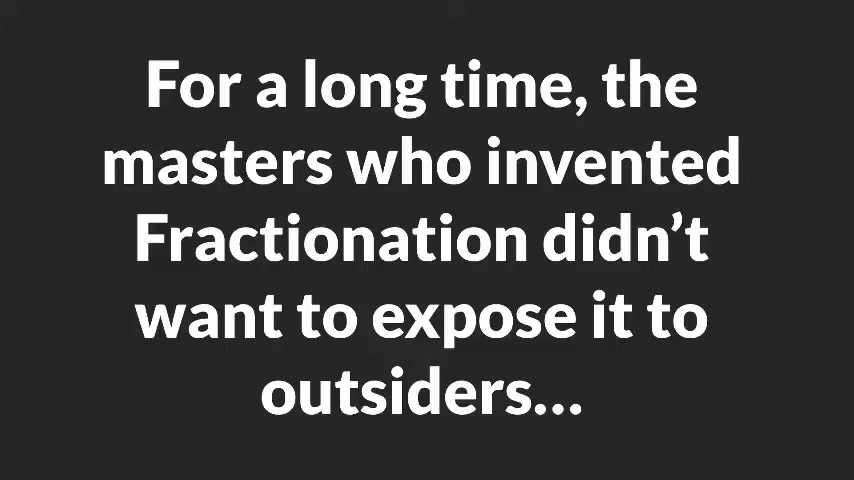 For a long time, the
masters who invented
Fractionation didn’t
want to expose it to
outsiders...